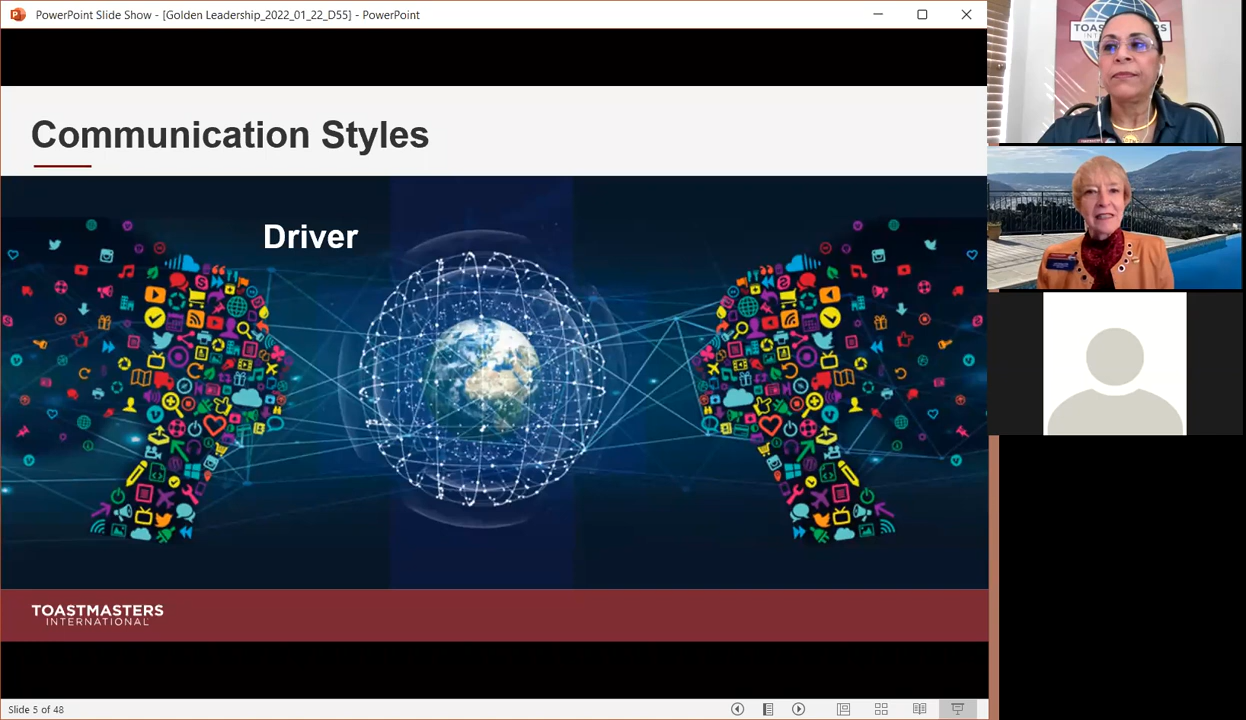 PowerPoint Slide Show - [Golden Leadership_2022_01_22_D55] - PowerPoint
Communication Styles
Driver
TOASTMASTERS
INTERNATIONAL
Slide 5 of 48